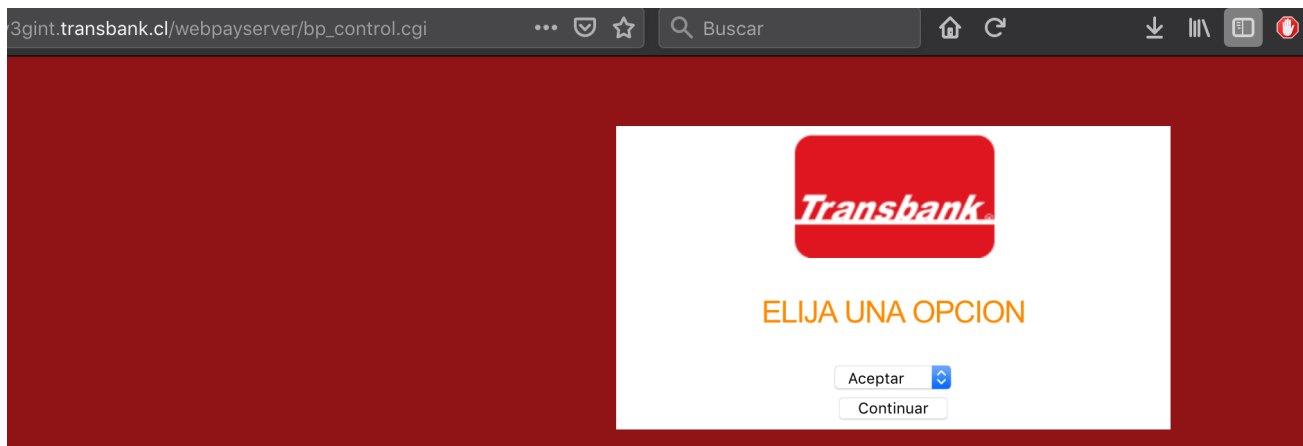 3gint.transbank.cl/webpayserver/bp_control.cgi
Buscar
Transbank®
ELIJA UNA OPCION
Aceptar
Continuar